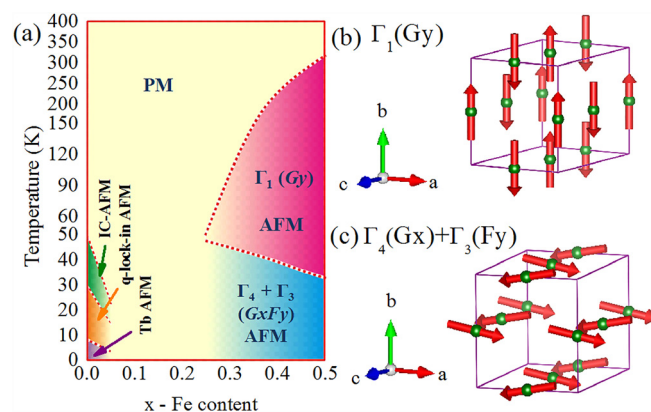 (a)
400
350
300
250
200
150
120
90
60
50
40
30
20
10
0
Temperature (K)
PM
IC-AFM
q-lock-in AFM
Tb AFM
Γ₁ (Gy)
AFM
Γ₄ + Γ₃
(GxFy)
AFM
0.0 0.1 0.2 0.3 0.4 0.5
x - Fe content
(b) Γ₁(Gy)
b
c a
(c) Γ₄(Gx)+Γ₃(Fy)
b
c a